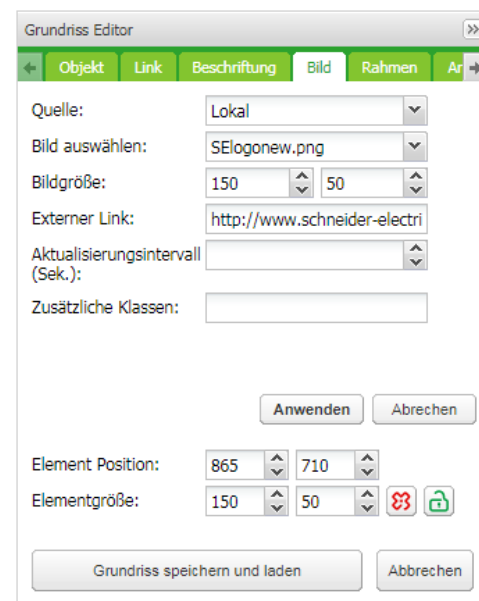 Grundriss Editor
Objekt Link Beschriftung Bild Rahmen Ar
Quelle: Lokal
Bild auswählen: SElogonew.png
Bildgröße: 150 50
Externer Link: http://www.schneider-electri
Aktualisierungsintervall
(Sek.):
Zusätzliche Klassen:
Anwenden Abrechen
Element Position: 865 710
Elementgröße: 150 50
Grundriss speichern und laden Abbrechen